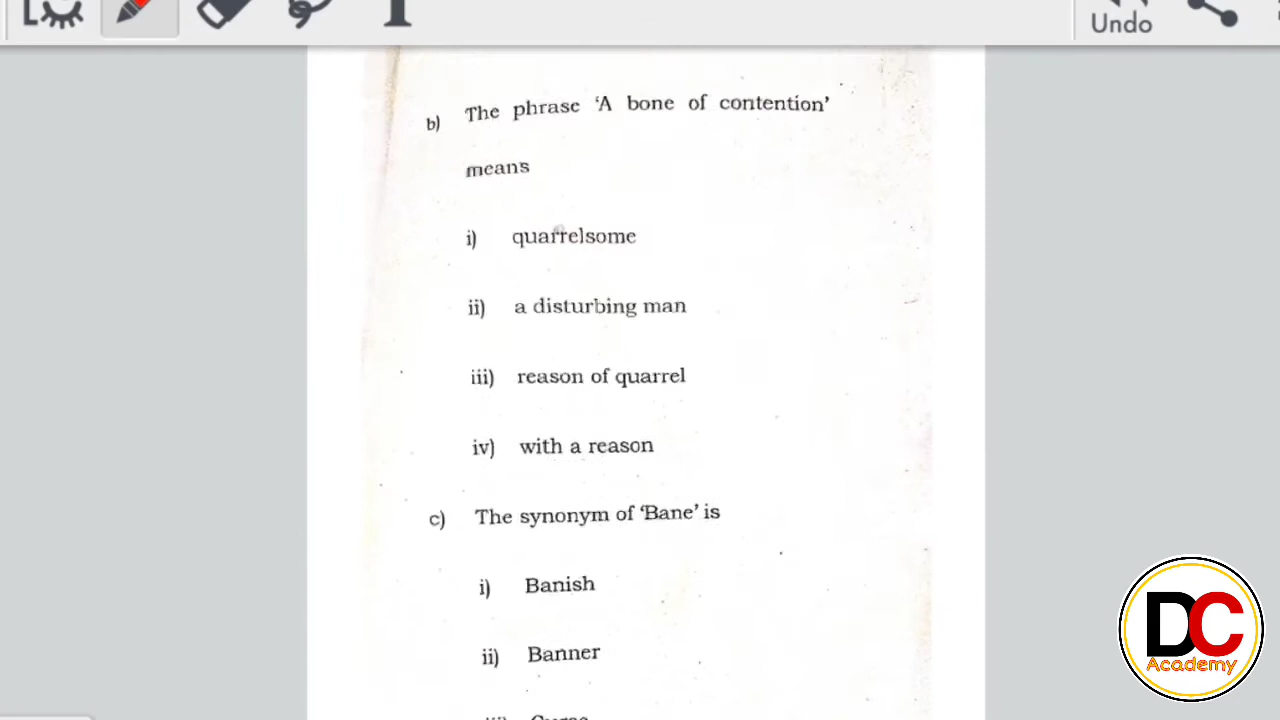 Undo
b) The phrase ‘A bone of contention’
means
i) quarrelsome
ii) a disturbing man
iii) reason of quarrel
iv) with a reason
c) The synonym of ‘Bane’ is
i) Banish
ii) Banner
DC
Academy